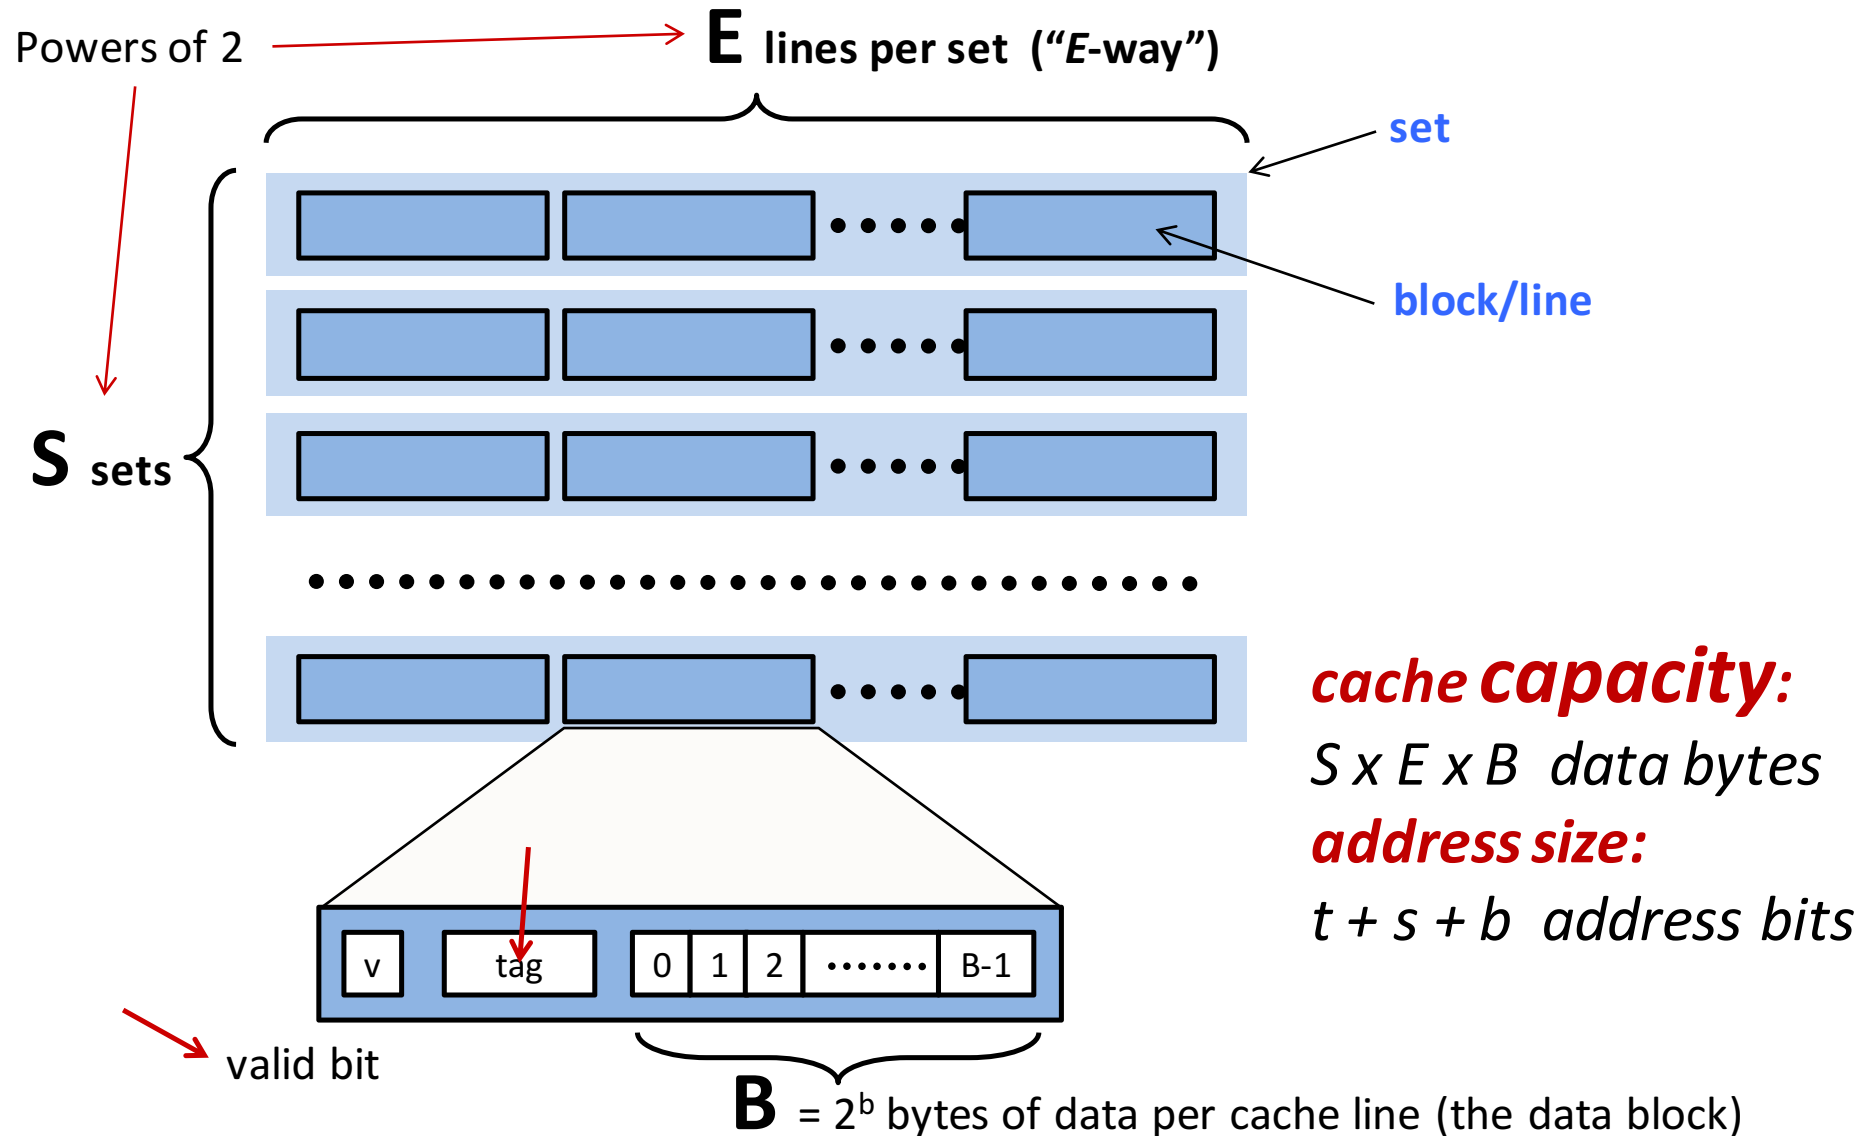 Powers of 2
E lines per set (“E-way”)
set
block/line
S sets
cache capacity:
S x E x B data bytes
address size:
t + s + b address bits
v tag 0 1 2 ....... B-1
valid bit
B = 2ᵇ bytes of data per cache line (the data block)